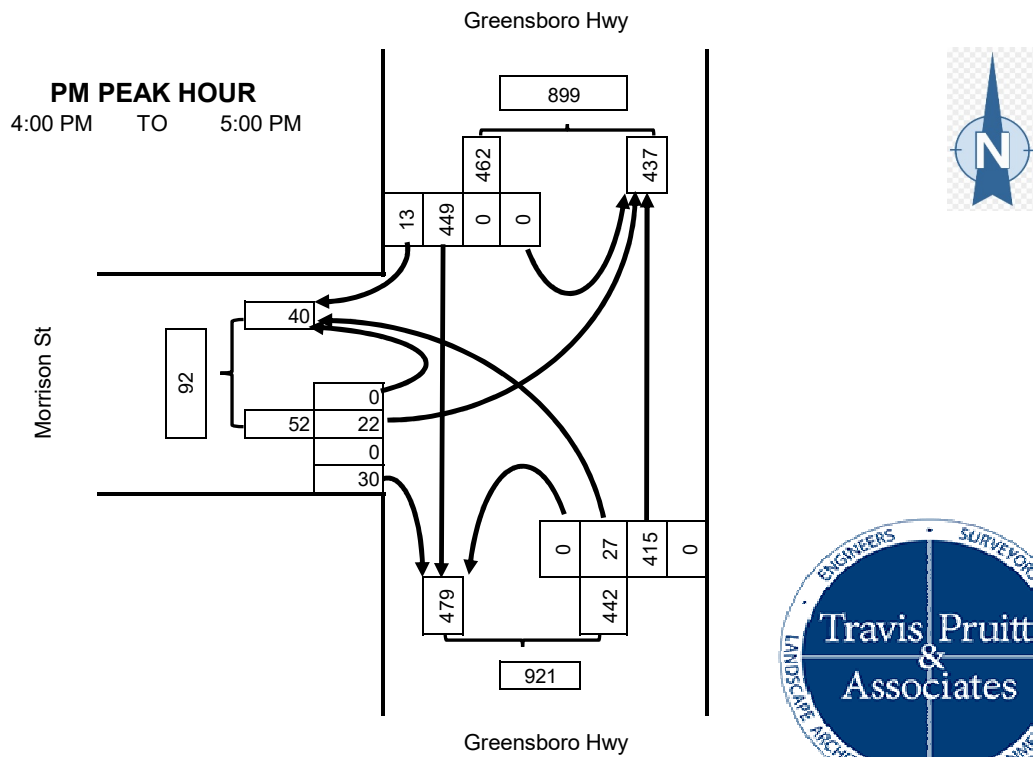 Greensboro Hwy
PM PEAK HOUR
4:00 PM TO 5:00 PM
899
462
437
13 449 0 0
N
40
92
Morrison St
0
52 22
0
30
0 27 415 0
479
442
921
Greensboro Hwy
ENGINEERS · SURVEYORS
LANDSCAPE
Travis Pruitt
&
Associates